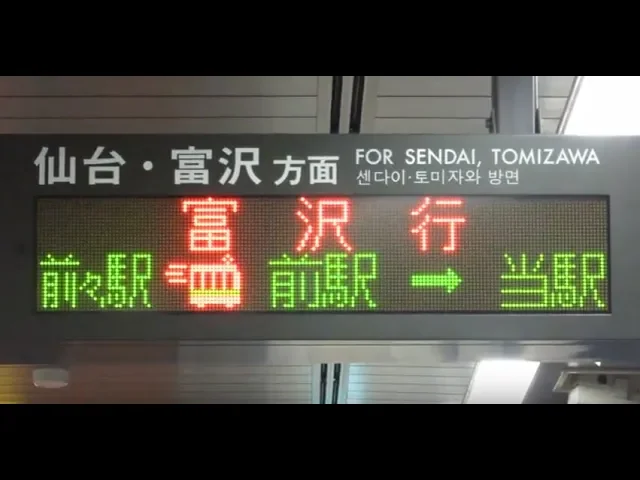 仙台・富沢方面
FOR SENDAI, TOMIZAWA
센다이·토미자와 방면
富沢行
前々駅 前駅 → 当駅